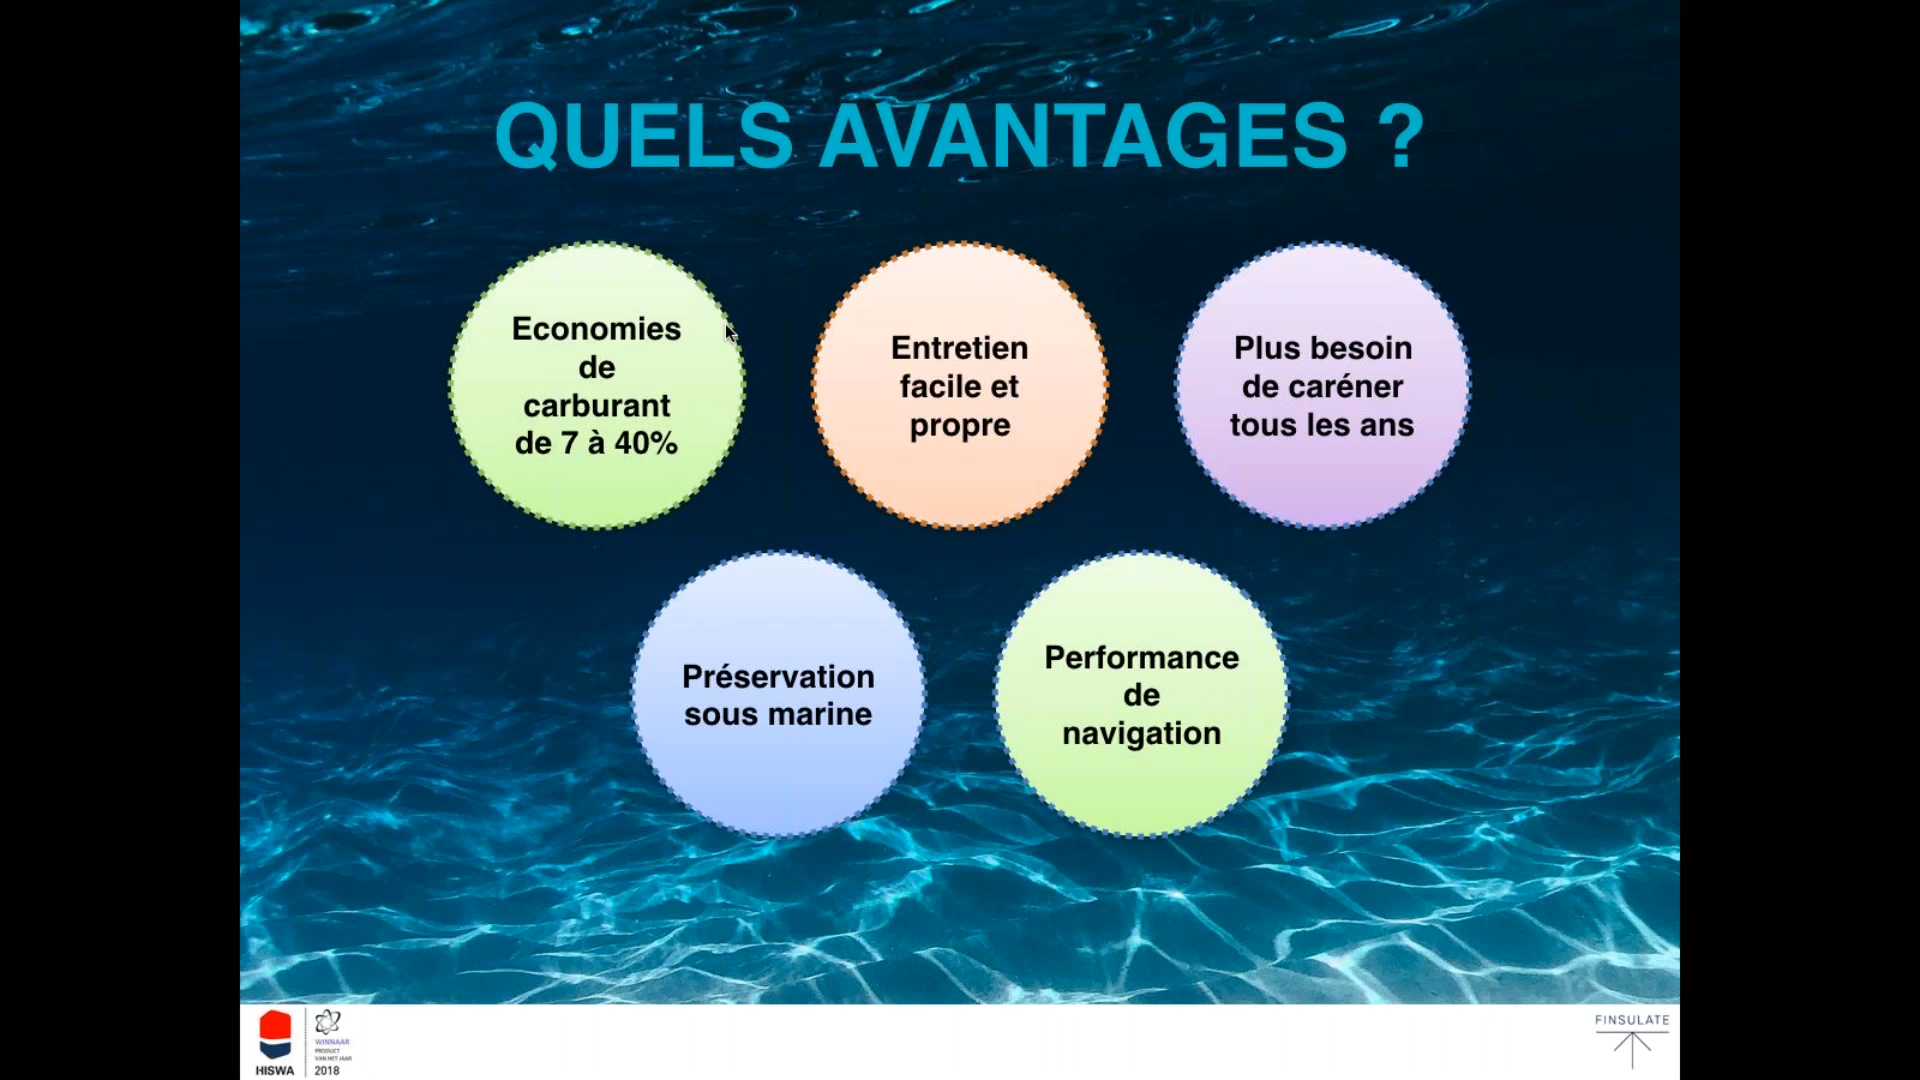 QUELS AVANTAGES ?
Economies
de
carburant
de 7 à 40%
Entretien
facile et
propre
Plus besoin
de caréner
tous les ans
Préservation
sous marine
Performance
de
navigation
HISWA
WINNAAR
PRODUCT
VAN HET JAAR
2018
FINSULATE